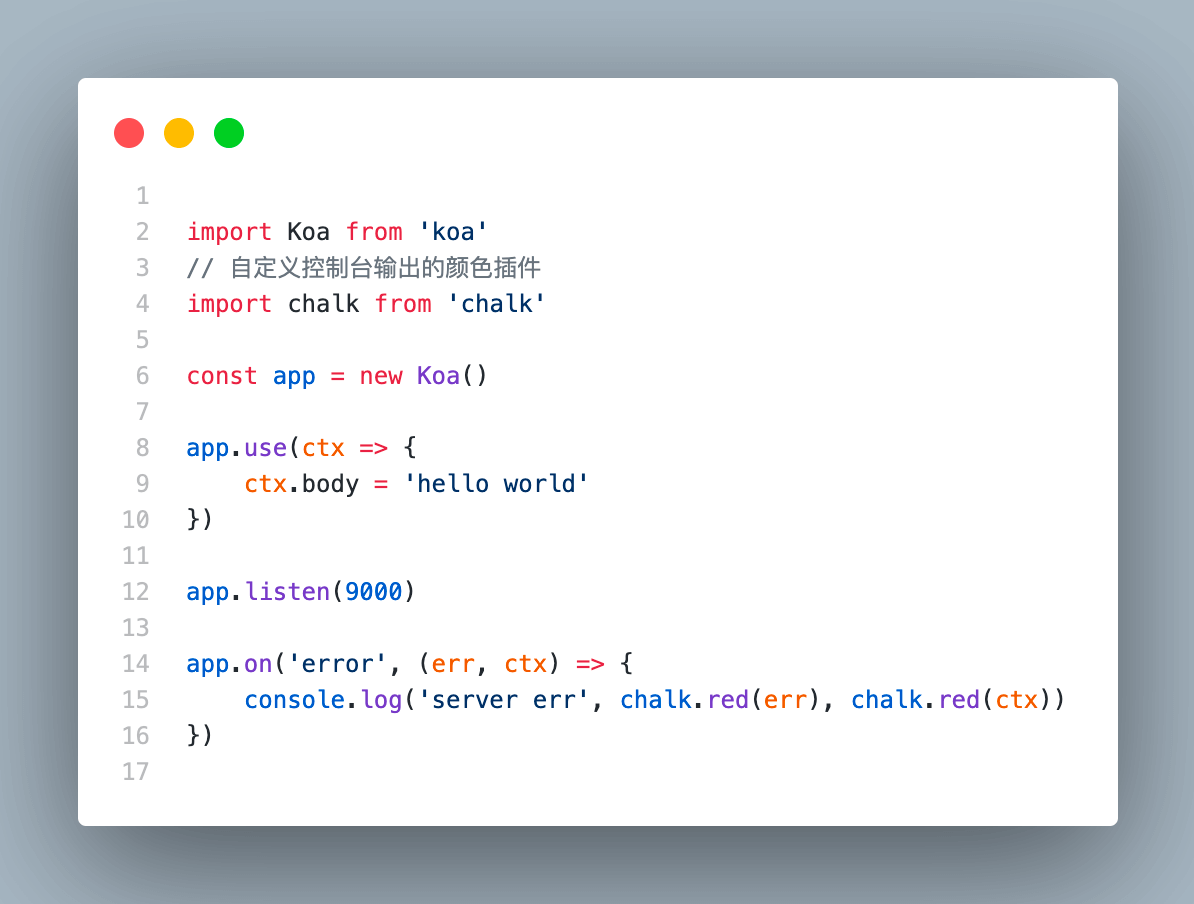 1
2 import Koa from 'koa'
3 // 自定义控制台输出的颜色插件
4 import chalk from 'chalk'
5
6 const app = new Koa()
7
8 app.use(ctx => {
9     ctx.body = 'hello world'
10 })
11
12 app.listen(9000)
13
14 app.on('error', (err, ctx) => {
15     console.log('server err', chalk.red(err), chalk.red(ctx))
16 })
17